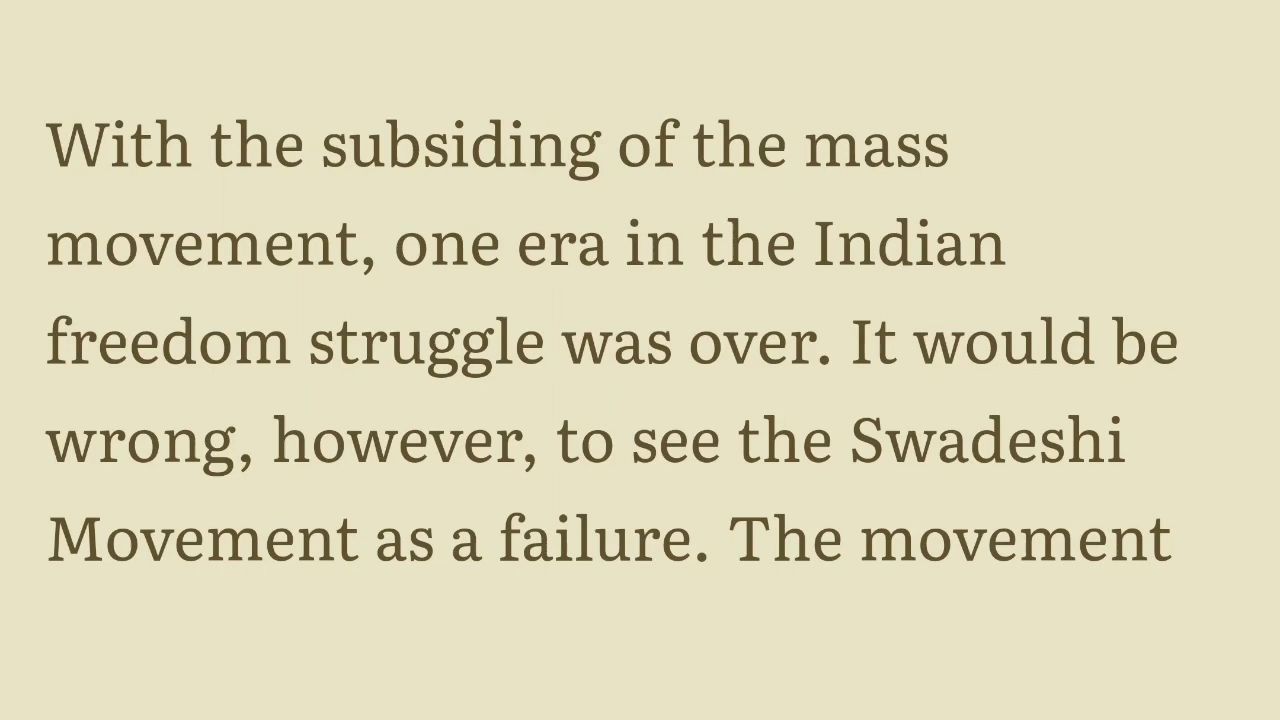 With the subsiding of the mass
movement, one era in the Indian
freedom struggle was over. It would be
wrong, however, to see the Swadeshi
Movement as a failure. The movement